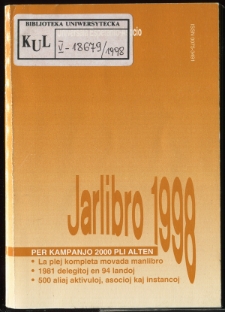 BIBLIOTEKA UNIWERSYTECKA
KUL
V-18679/1998
Jarlibro 1998
PER KAMPANJO 2000 PLI ALTEN
• La plej kompleta movada manlibro
• 1981 delegitoj en 94 landoj
• 500 aliaj aktivuloj, asocioj kaj instancoj